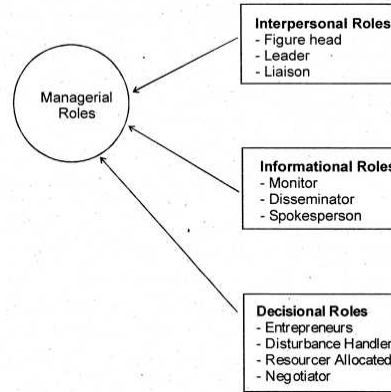 Managerial
Roles
Interpersonal Roles
- Figure head
- Leader
- Liaison
Informational Roles
- Monitor
- Disseminator
- Spokesperson
Decisional Roles
- Entrepreneurs
- Disturbance Handler
- Resourcer Allocated
- Negotiator